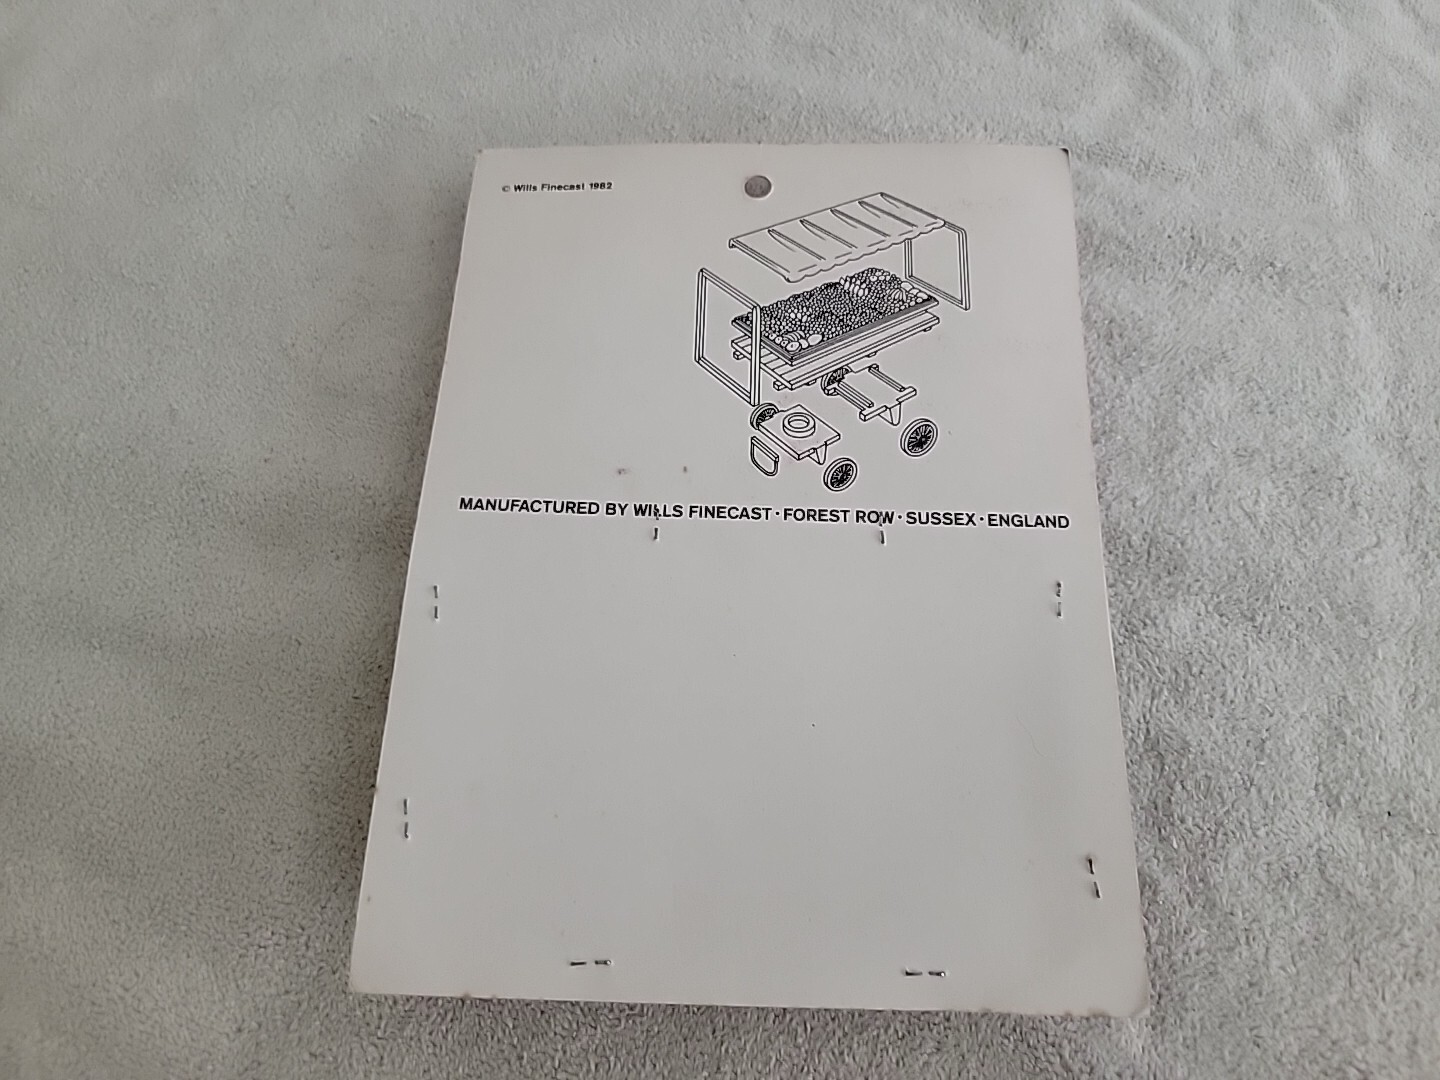 © Wills Finecast 1982
MANUFACTURED BY WILLS FINECAST · FOREST ROW · SUSSEX · ENGLAND